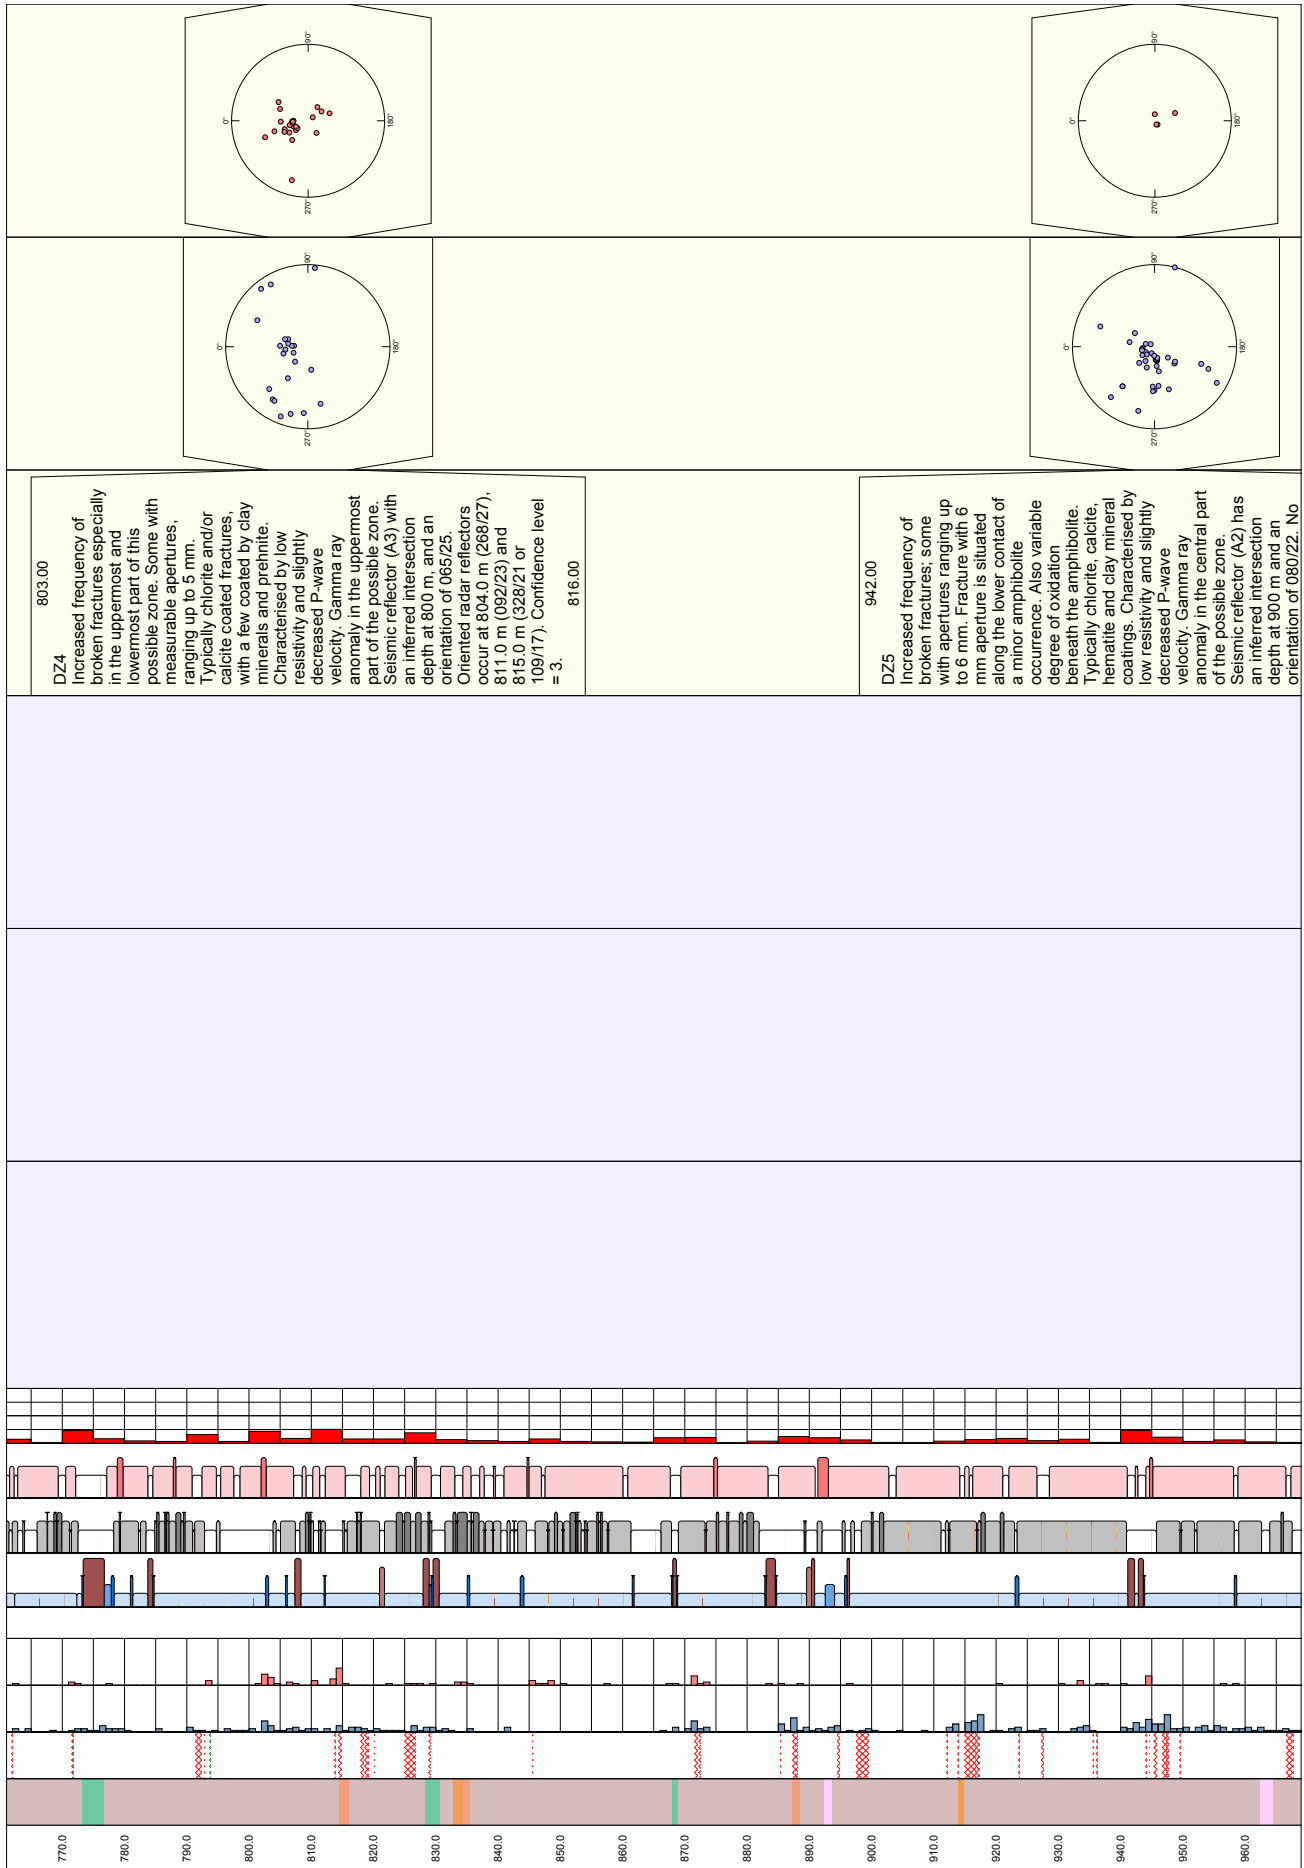 0°
90°
180°
270°
0°
90°
180°
270°
0°
90°
180°
270°
0°
90°
180°
270°
803.00
DZ4
Increased frequency of
broken fractures especially
in the uppermost and
lowermost part of this
possible zone. Some with
measurable apertures,
ranging up to 5 mm.
Typically chlorite and/or
calcite coated fractures,
with a few coated by clay
minerals and prehnite.
Characterised by low
resistivity and slightly
decreased P-wave
velocity. Gamma ray
anomaly in the uppermost
part of the possible zone.
Seismic reflector (A3) with
an inferred intersection
depth at 800 m, and an
orientation of 065/25.
Oriented radar reflectors
occur at 804.0 m (268/27),
811.0 m (092/23) and
815.0 m (328/21 or
109/17). Confidence level
= 3.
816.00
942.00
DZ5
Increased frequency of
broken fractures; some
with apertures ranging up
to 6 mm. Fracture with 6
mm aperture is situated
along the lower contact of
a minor amphibolite
occurrence. Also variable
degree of oxidation
beneath the amphibolite.
Typically chlorite, calcite,
hematite and clay mineral
coatings. Characterised by
low resistivity and slightly
decreased P-wave
velocity. Gamma ray
anomaly in the central part
of the possible zone.
Seismic reflector (A2) has
an inferred intersection
depth at 900 m and an
orientation of 080/22. No
770.0
780.0
790.0
800.0
810.0
820.0
830.0
840.0
850.0
860.0
870.0
880.0
890.0
900.0
910.0
920.0
930.0
940.0
950.0
960.0